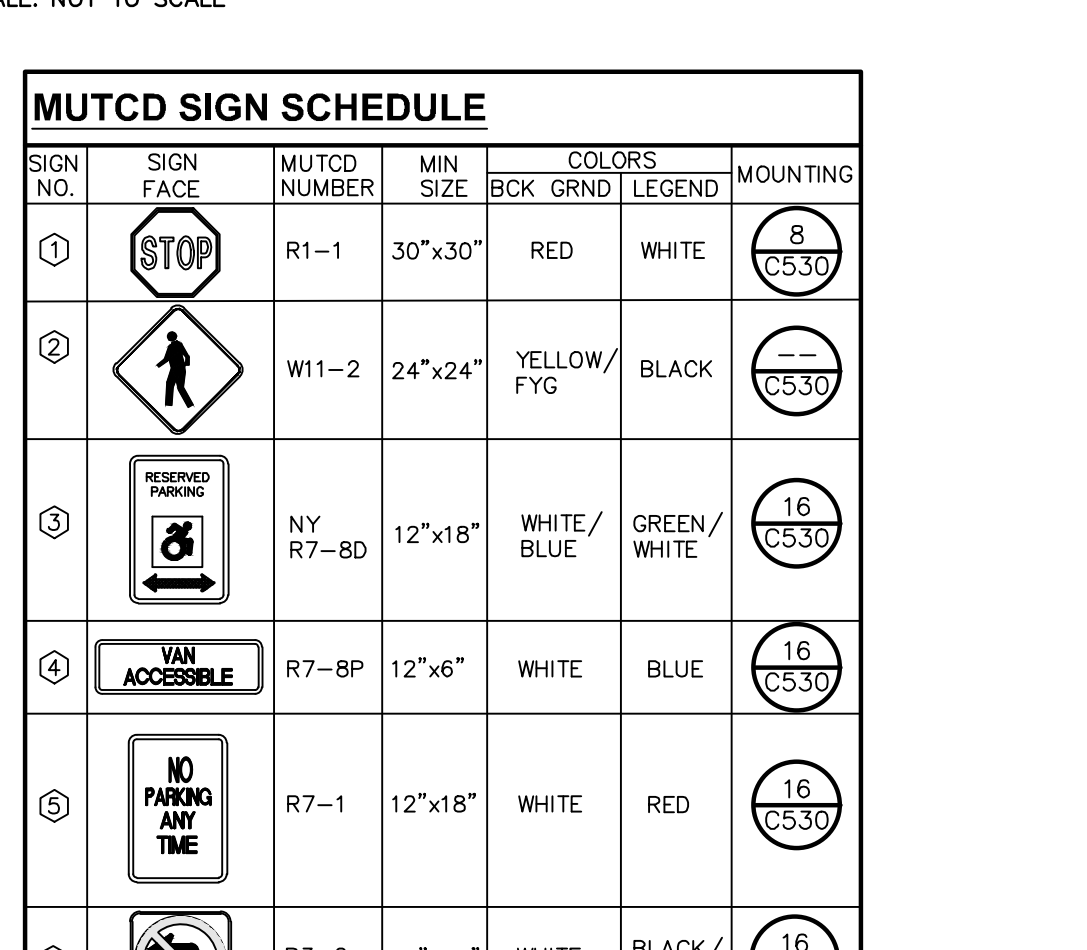 NOT TO SCALE
MUTCD SIGN SCHEDULE
SIGN NO.
SIGN FACE
MUTCD NUMBER
MIN SIZE
COLORS
BCK GRND
LEGEND
MOUNTING
1
STOP
R1-1
30"x30"
RED
WHITE
8
C530
2
W11-2
24"x24"
YELLOW/
FYG
BLACK
--
C530
3
RESERVED
PARKING
NY
R7-8D
12"x18"
WHITE/
BLUE
GREEN/
WHITE
16
C530
4
VAN
ACCESSIBLE
R7-8P
12"x6"
WHITE
BLUE
16
C530
5
NO
PARKING
ANY
TIME
R7-1
12"x18"
WHITE
RED
16
C530
WHITE
BLACK/
16